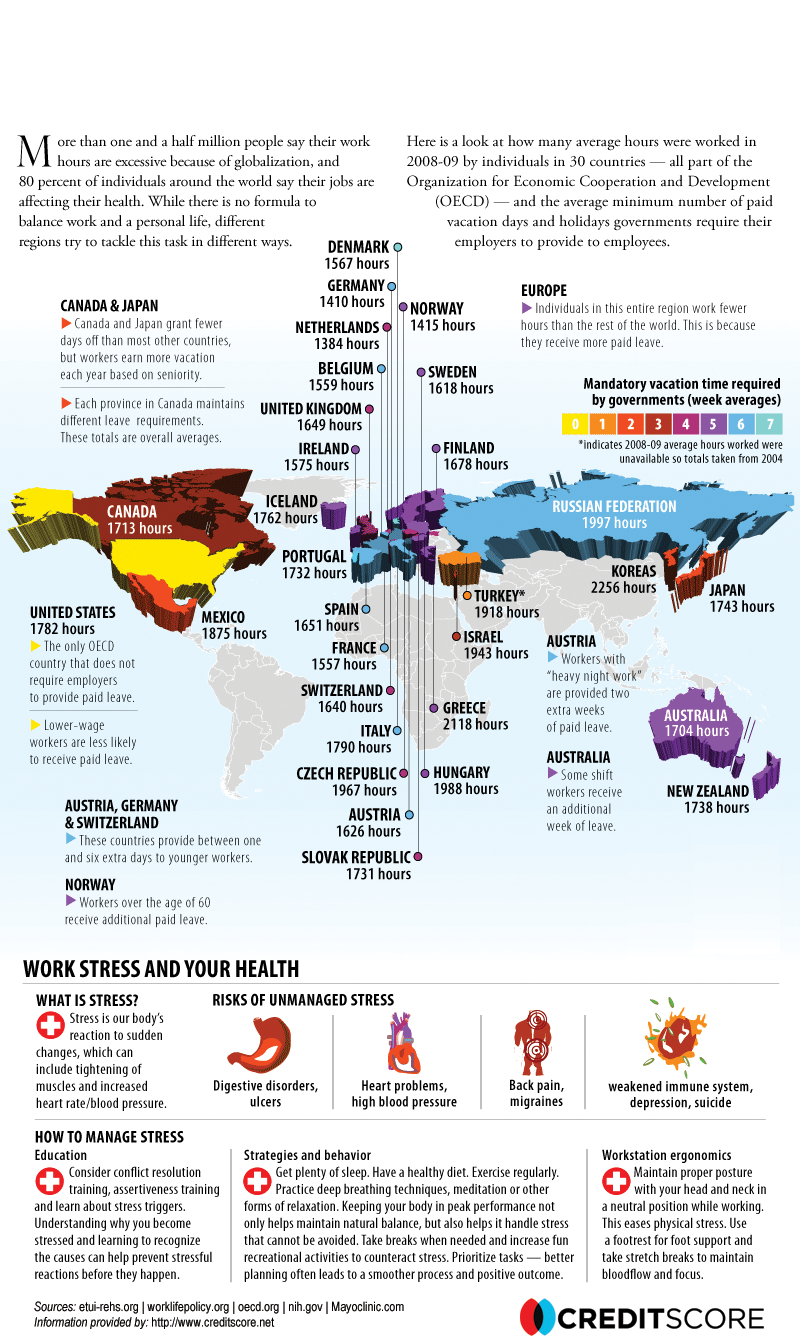 More than one and a half million people say their work
hours are excessive because of globalization, and
80 percent of individuals around the world say their jobs are
affecting their health. While there is no formula to
balance work and a personal life, different
regions try to tackle this task in different ways.
Here is a look at how many average hours were worked in
2008-09 by individuals in 30 countries — all part of the
Organization for Economic Cooperation and Development
(OECD) — and the average minimum number of paid
vacation days and holidays governments require their
employers to provide to employees.
DENMARK
1567 hours
GERMANY
1410 hours
NORWAY
1415 hours
NETHERLANDS
1384 hours
BELGIUM
1559 hours
SWEDEN
1618 hours
UNITED KINGDOM
1649 hours
IRELAND
1575 hours
FINLAND
1678 hours
ICELAND
1762 hours
CANADA & JAPAN
Canada and Japan grant fewer
days off than most other countries,
but workers earn more vacation
each year based on seniority.
Each province in Canada maintains
different leave requirements.
These totals are overall averages.
EUROPE
Individuals in this entire region work fewer
hours than the rest of the world. This is because
they receive more paid leave.
Mandatory vacation time required
by governments (week averages)
0 1 2 3 4 5 6 7
*indicates 2008-09 average hours worked were
unavailable so totals taken from 2004
CANADA
1713 hours
RUSSIAN FEDERATION
1997 hours
PORTUGAL
1732 hours
KOREAS
2256 hours
JAPAN
1743 hours
UNITED STATES
1782 hours
The only OECD
country that does not
require employers
to provide paid leave.
Lower-wage
workers are less likely
to receive paid leave.
MEXICO
1875 hours
SPAIN
1651 hours
TURKEY*
1918 hours
ISRAEL
1943 hours
FRANCE
1557 hours
SWITZERLAND
1640 hours
GREECE
2118 hours
ITALY
1790 hours
CZECH REPUBLIC
1967 hours
HUNGARY
1988 hours
AUSTRIA
1626 hours
SLOVAK REPUBLIC
1731 hours
AUSTRIA
Workers with
“heavy night work”
are provided two
extra weeks
of paid leave.
AUSTRALIA
Some shift
workers receive
an additional
week of leave.
AUSTRALIA
1704 hours
NEW ZEALAND
1738 hours
AUSTRIA, GERMANY
& SWITZERLAND
These countries provide between one
and six extra days to younger workers.
NORWAY
Workers over the age of 60
receive additional paid leave.
WORK STRESS AND YOUR HEALTH
WHAT IS STRESS?
Stress is our body’s
reaction to sudden
changes, which can
include tightening of
muscles and increased
heart rate/blood pressure.
RISKS OF UNMANAGED STRESS
Digestive disorders,
ulcers
Heart problems,
high blood pressure
Back pain,
migraines
weakened immune system,
depression, suicide
HOW TO MANAGE STRESS
Education
Consider conflict resolution
training, assertiveness training
and learn about stress triggers.
Understanding why you become
stressed and learning to recognize
the causes can help prevent stressful
reactions before they happen.
Strategies and behavior
Get plenty of sleep. Have a healthy diet. Exercise regularly.
Practice deep breathing techniques, meditation or other
forms of relaxation. Keeping your body in peak performance not
only helps maintain natural balance, but also helps it handle stress
that cannot be avoided. Take breaks when needed and increase fun
recreational activities to counteract stress. Prioritize tasks — better
planning often leads to a smoother process and positive outcome.
Workstation ergonomics
Maintain proper posture
with your head and neck in
a neutral position while working.
This eases physical stress. Use
a footrest for foot support and
take stretch breaks to maintain
bloodflow and focus.
Sources: etui-rehs.org | worklifepolicy.org | oecd.org | nih.gov | Mayoclinic.com
Information provided by: http://www.creditscore.net
CREDITSCORE